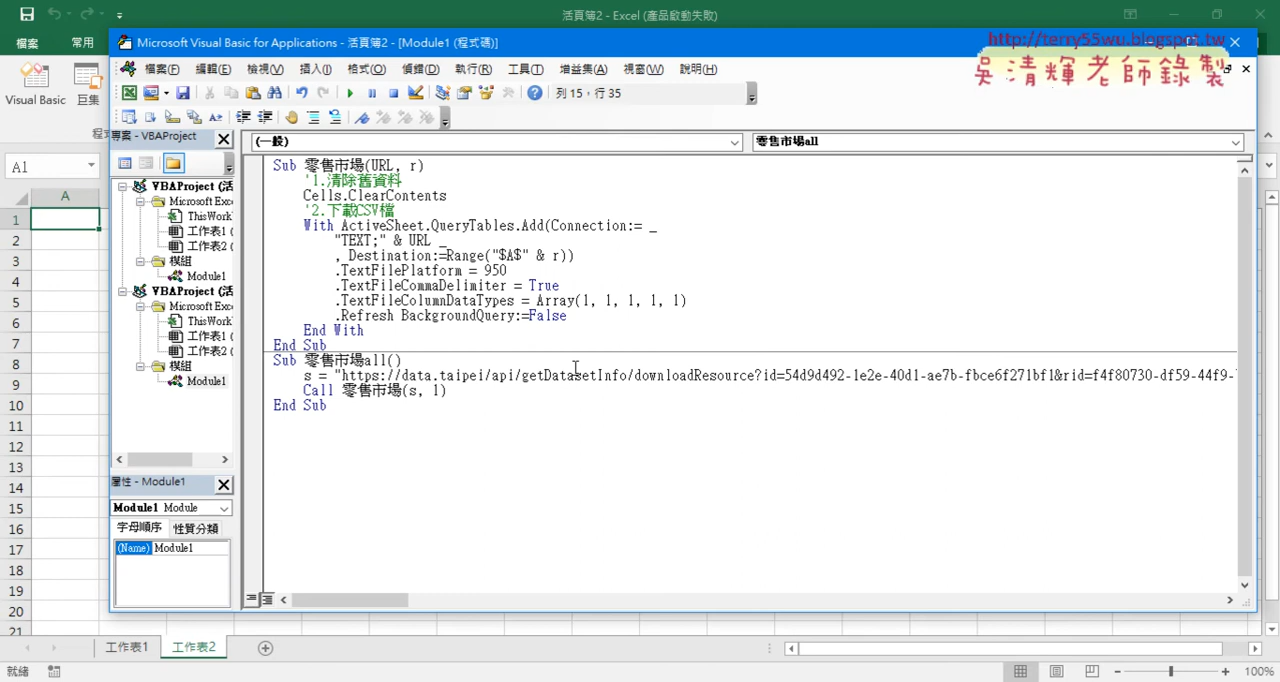 活頁簿2 - Excel (產品啟動失敗)
檔案
常用
Microsoft Visual Basic for Applications - 活頁簿2 - [Module1 (程式碼)]
http://terry55wu.blogspot.tw
吳清輝老師錄製
檔案(F) 編輯(E) 檢視(V) 插入(I) 格式(O) 偵錯(D) 執行(R) 工具(T) 增益集(A) 視窗(W) 說明(H)
列 15，行 35
Visual Basic
巨集
專案 - VBAProject
(一般)
零售市場all
A1
VBAProject (活
Microsoft Exce
ThisWork
工作表1
工作表2
模組
Module1
VBAProject (活
Microsoft Exce
ThisWork
工作表1
工作表2
模組
Module1
Sub 零售市場(URL, r)
'1.清除舊資料
Cells.ClearContents
'2.下載CSV檔
With ActiveSheet.QueryTables.Add(Connection:= _
"TEXT;" & URL _
, Destination:=Range("$A$" & r))
.TextFilePlatform = 950
.TextFileCommaDelimiter = True
.TextFileColumnDataTypes = Array(1, 1, 1, 1, 1)
.Refresh BackgroundQuery:=False
End With
End Sub
Sub 零售市場all()
s = "https://data.taipei/api/getDatasetInfo/downloadResource?id=54d9d492-1e2e-40d1-ae7b-fbce6f271bf1&rid=f4f80730-df59-44f9-
Call 零售市場(s, 1)
End Sub
屬性 - Module1
Module1 Module
字母順序 性質分類
(Name) Module1
A
1
2
3
4
5
6
7
8
9
10
11
12
13
14
15
16
17
18
19
20
21
工作表1 工作表2
就緒
100%